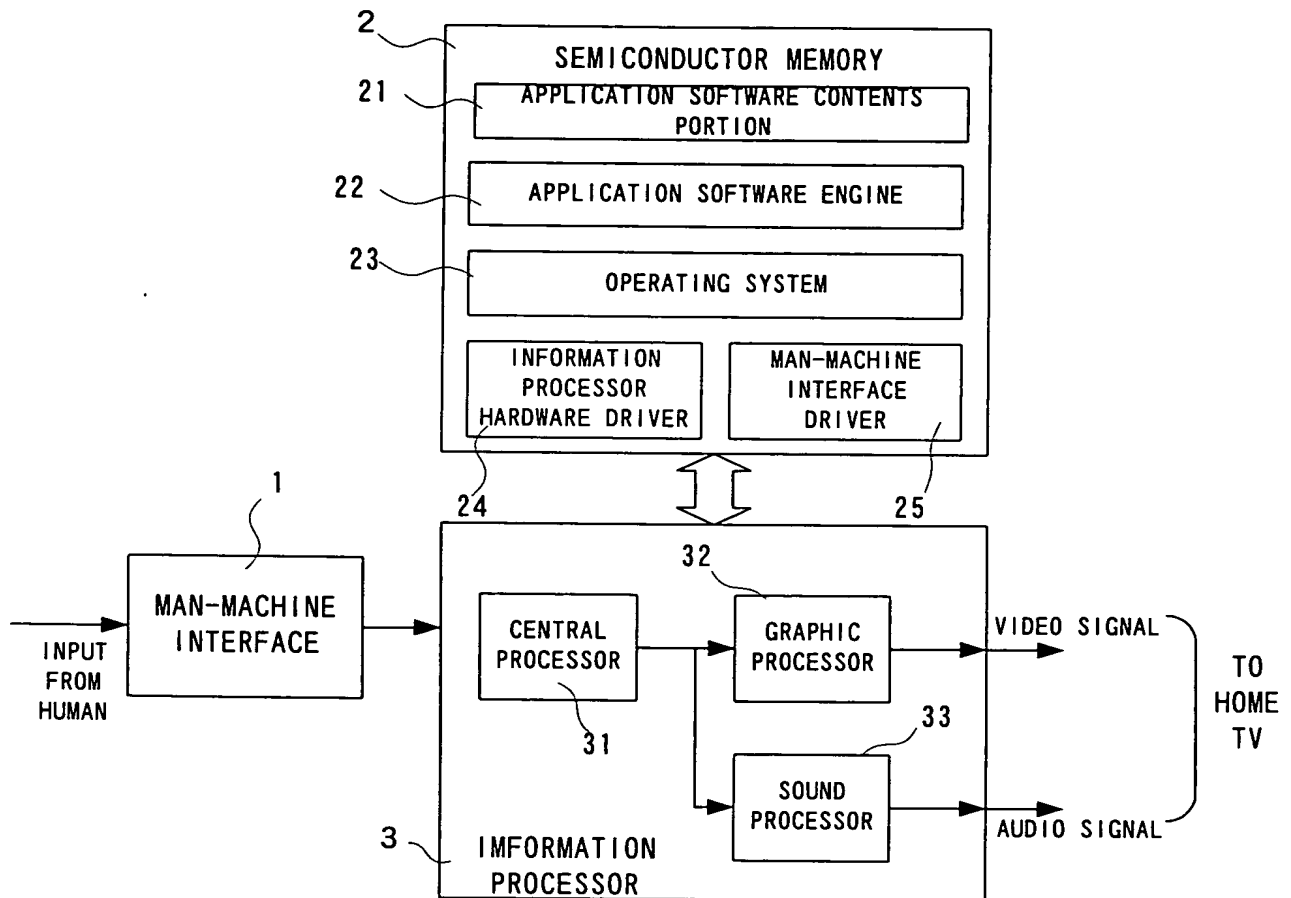 2
SEMICONDUCTOR MEMORY
21
APPLICATION SOFTWARE CONTENTS
PORTION
22
APPLICATION SOFTWARE ENGINE
23
OPERATING SYSTEM
INFORMATION
PROCESSOR
HARDWARE DRIVER
MAN-MACHINE
INTERFACE
DRIVER
24
25
1
MAN-MACHINE
INTERFACE
INPUT
FROM
HUMAN
32
CENTRAL
PROCESSOR
31
GRAPHIC
PROCESSOR
33
SOUND
PROCESSOR
3
IMFORMATION
PROCESSOR
VIDEO SIGNAL
AUDIO SIGNAL
TO
HOME
TV